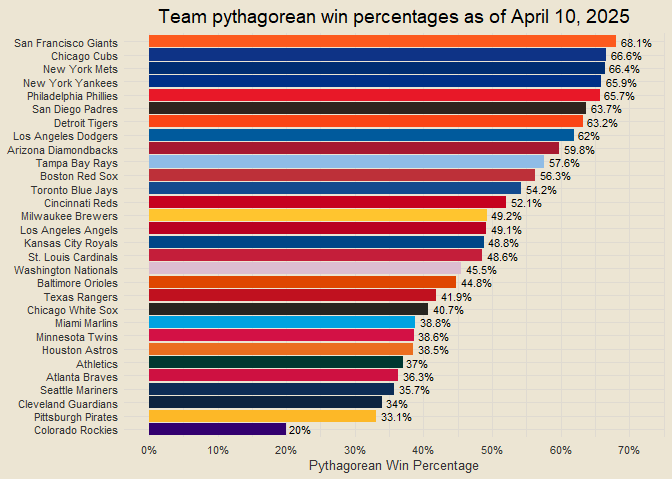 Team pythagorean win percentages as of April 10, 2025
San Francisco Giants 68.1%
Chicago Cubs 66.6%
New York Mets 66.4%
New York Yankees 65.9%
Philadelphia Phillies 65.7%
San Diego Padres 63.7%
Detroit Tigers 63.2%
Los Angeles Dodgers 62%
Arizona Diamondbacks 59.8%
Tampa Bay Rays 57.6%
Boston Red Sox 56.3%
Toronto Blue Jays 54.2%
Cincinnati Reds 52.1%
Milwaukee Brewers 49.2%
Los Angeles Angels 49.1%
Kansas City Royals 48.8%
St. Louis Cardinals 48.6%
Washington Nationals 45.5%
Baltimore Orioles 44.8%
Texas Rangers 41.9%
Chicago White Sox 40.7%
Miami Marlins 38.8%
Minnesota Twins 38.6%
Houston Astros 38.5%
Athletics 37%
Atlanta Braves 36.3%
Seattle Mariners 35.7%
Cleveland Guardians 34%
Pittsburgh Pirates 33.1%
Colorado Rockies 20%
0% 10% 20% 30% 40% 50% 60% 70%
Pythagorean Win Percentage